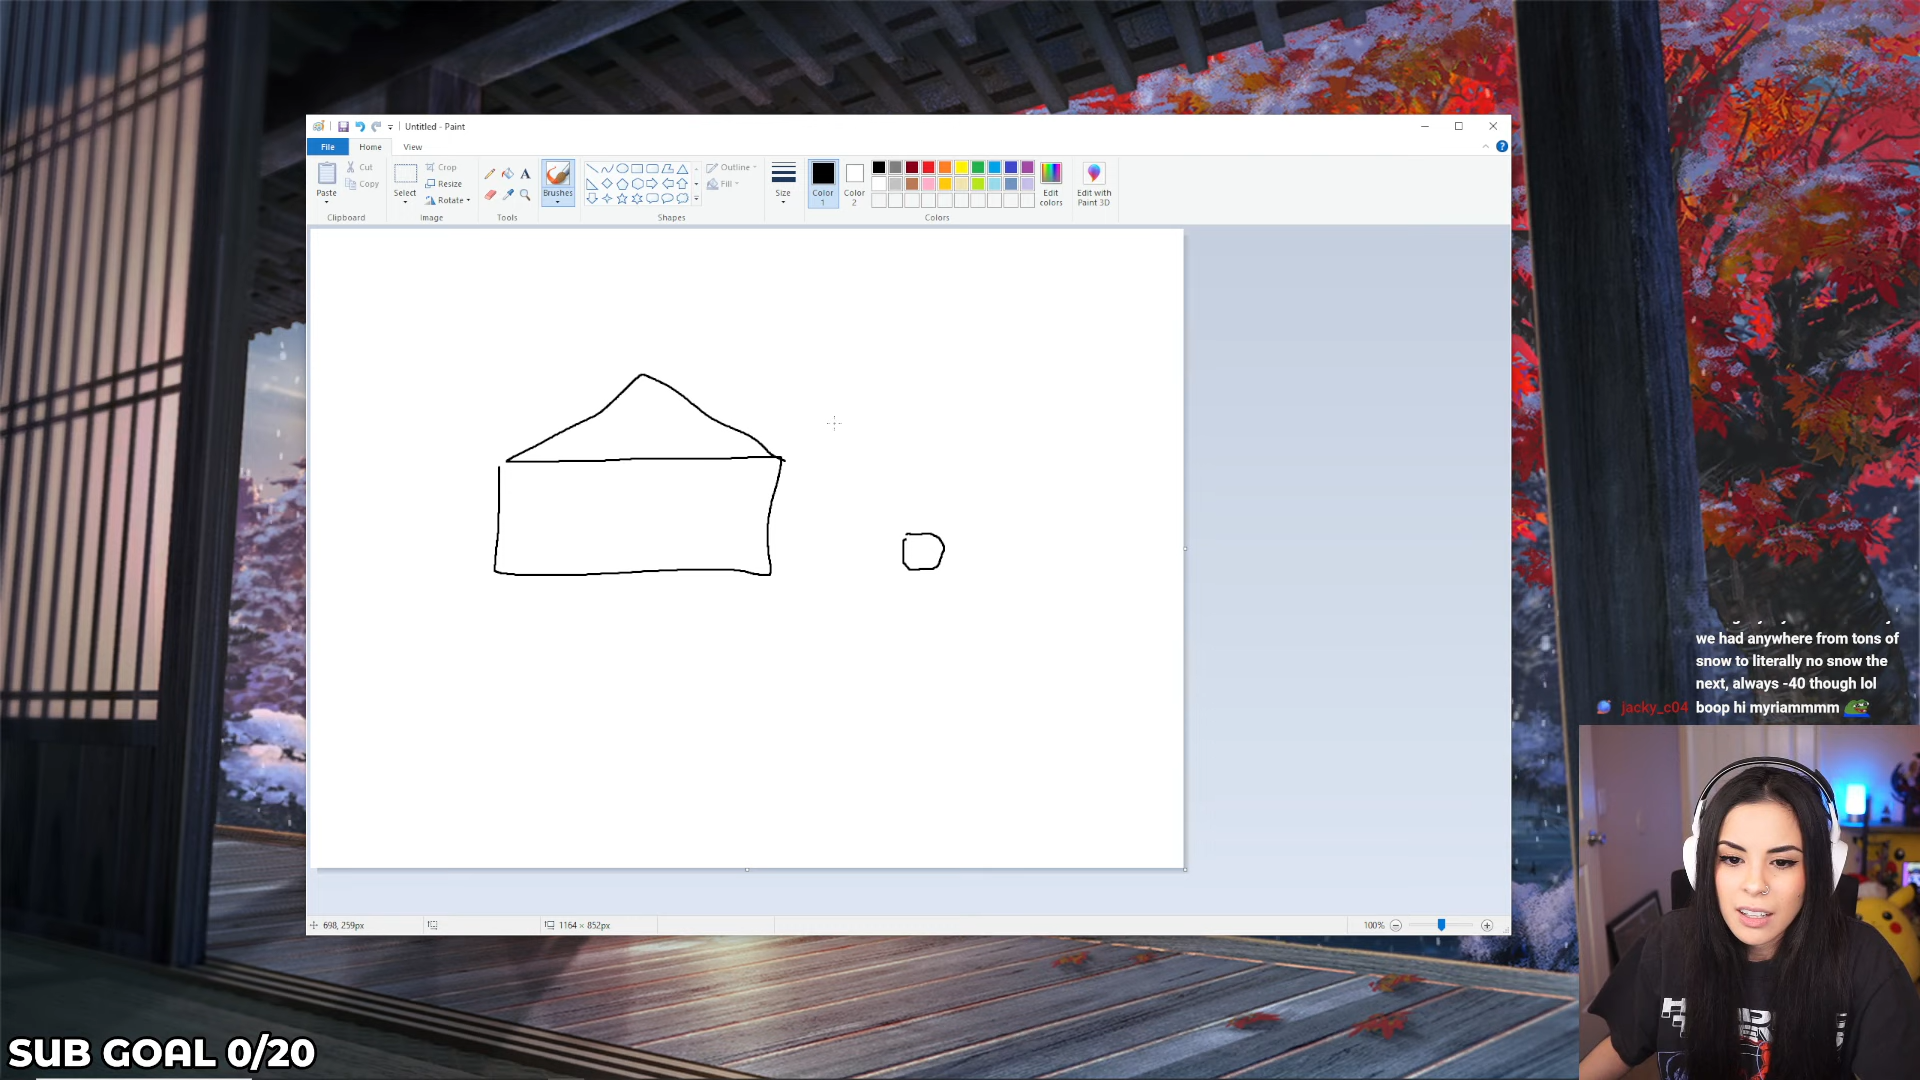 Untitled - Paint
File Home View
Paste
Cut
Copy
Clipboard
Select
Crop
Resize
Rotate
Image
A
Tools
Brushes
Outline
Fill
Shapes
Size
Color
1
Color
2
Edit
colors
Colors
Edit with
Paint 3D
we had anywhere from tons of
snow to literally no snow the
next, always -40 though lol
jacky_c04 boop hi myriammmm
698, 259px
1164 × 852px
100%
SUB GOAL 0/20